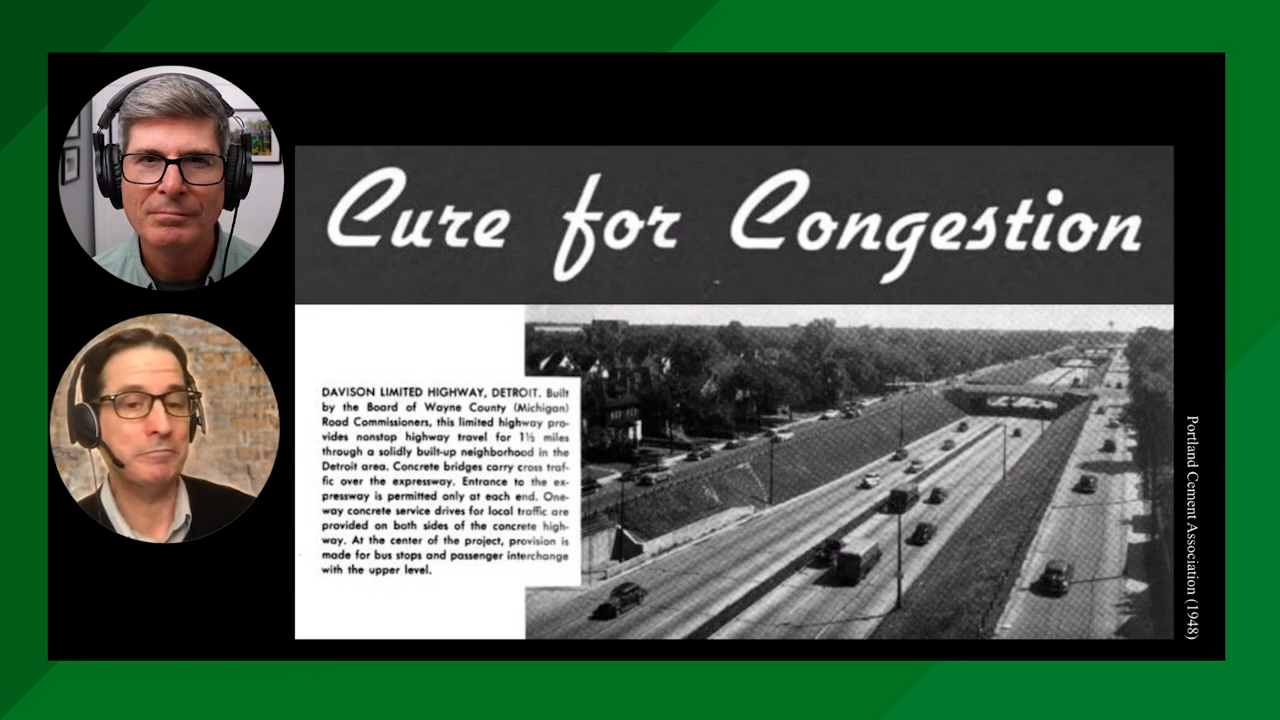 Cure for Congestion
DAVISON LIMITED HIGHWAY, DETROIT. Built
by the Board of Wayne County (Michigan)
Road Commissioners, this limited highway pro-
vides nonstop highway travel for 1½ miles
through a solidly built-up neighborhood in the
Detroit area. Concrete bridges carry cross traf-
fic over the expressway. Entrance to the ex-
pressway is permitted only at each end. One-
way concrete service drives for local traffic are
provided on both sides of the concrete high-
way. At the center of the project, provision is
made for bus stops and passenger interchange
with the upper level.
Portland Cement Association (1948)